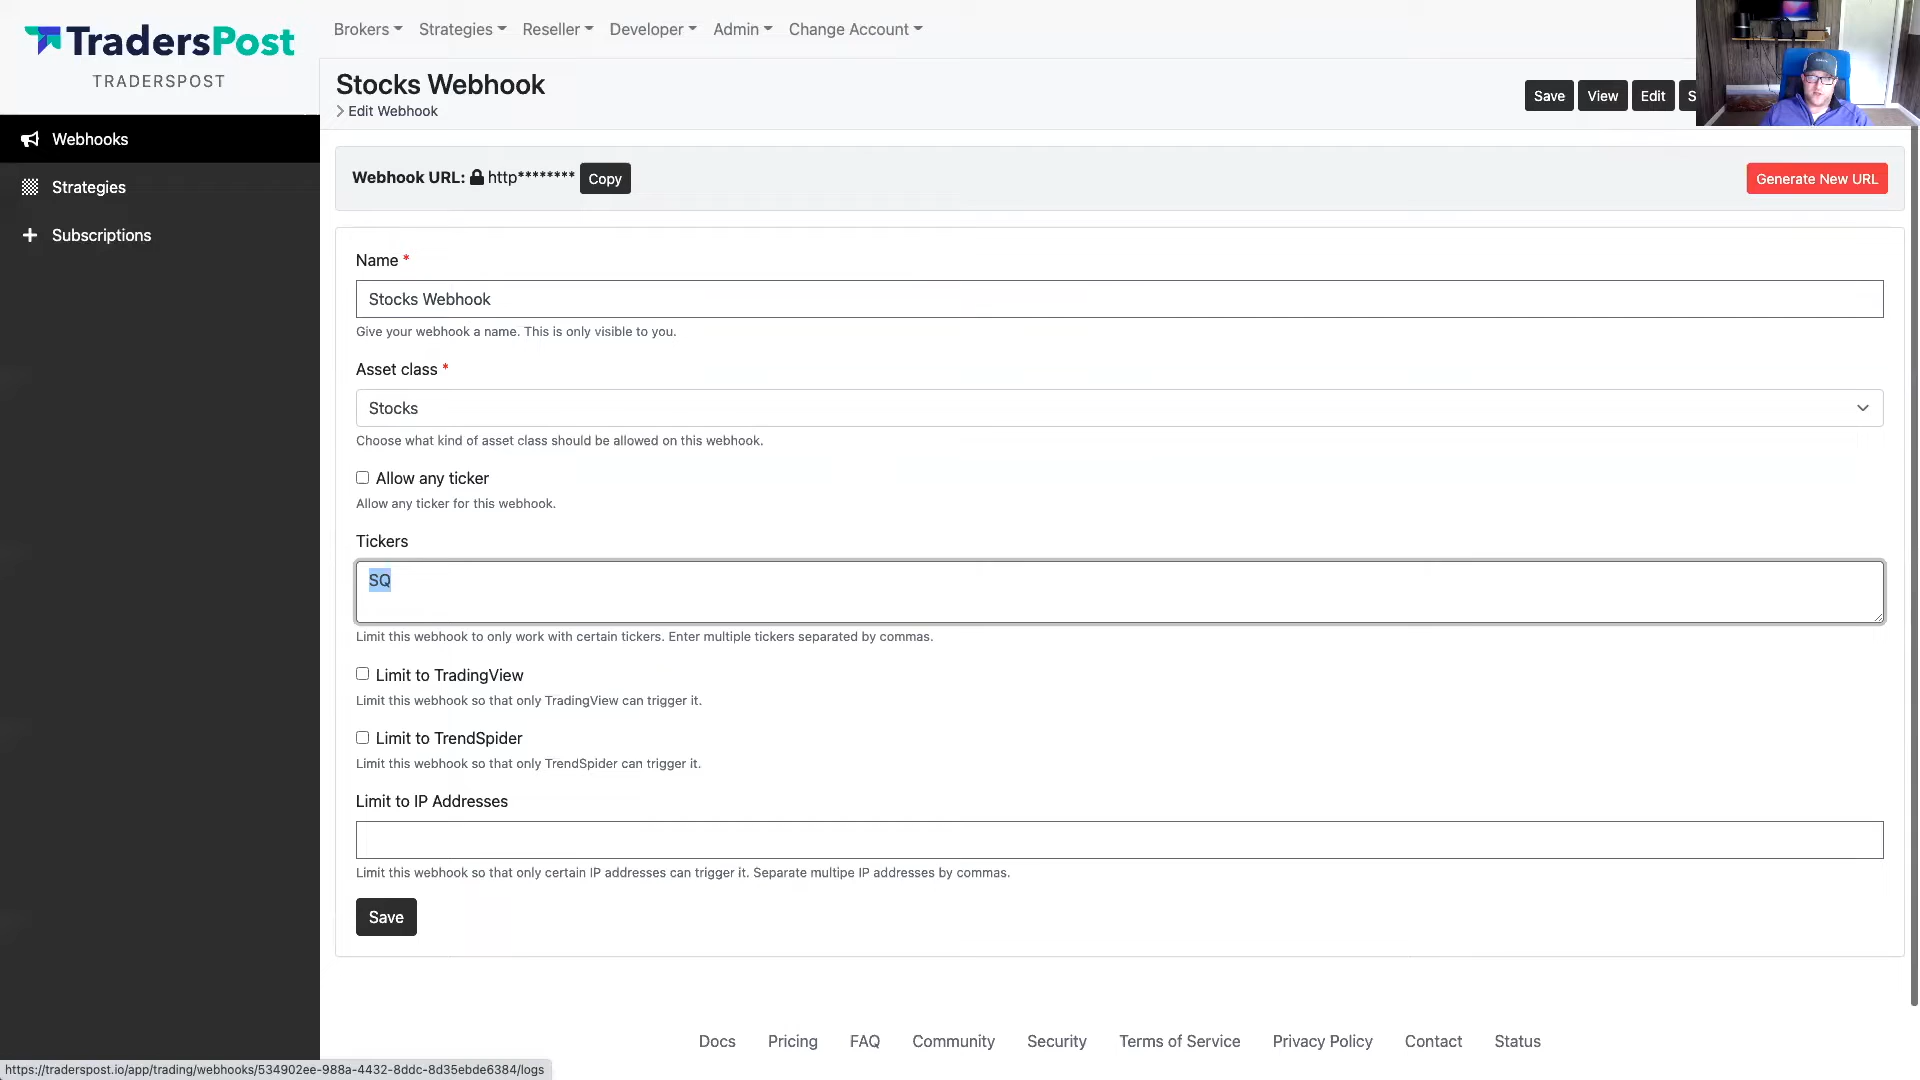 TradersPost
TRADERSPOST
Brokers Strategies Reseller Developer Admin Change Account
Stocks Webhook
Edit Webhook
Save View Edit S
Webhooks
Strategies
Subscriptions
Webhook URL: http******** Copy
Generate New URL
Name *
Stocks Webhook
Give your webhook a name. This is only visible to you.
Asset class *
Stocks
Choose what kind of asset class should be allowed on this webhook.
Allow any ticker
Allow any ticker for this webhook.
Tickers
SQ
Limit this webhook to only work with certain tickers. Enter multiple tickers separated by commas.
Limit to TradingView
Limit this webhook so that only TradingView can trigger it.
Limit to TrendSpider
Limit this webhook so that only TrendSpider can trigger it.
Limit to IP Addresses
Limit this webhook so that only certain IP addresses can trigger it. Separate multipe IP addresses by commas.
Save
Docs Pricing FAQ Community Security Terms of Service Privacy Policy Contact Status
https://traderspost.io/app/trading/webhooks/534902ee-988a-4432-8ddc-8d35ebde6384/logs